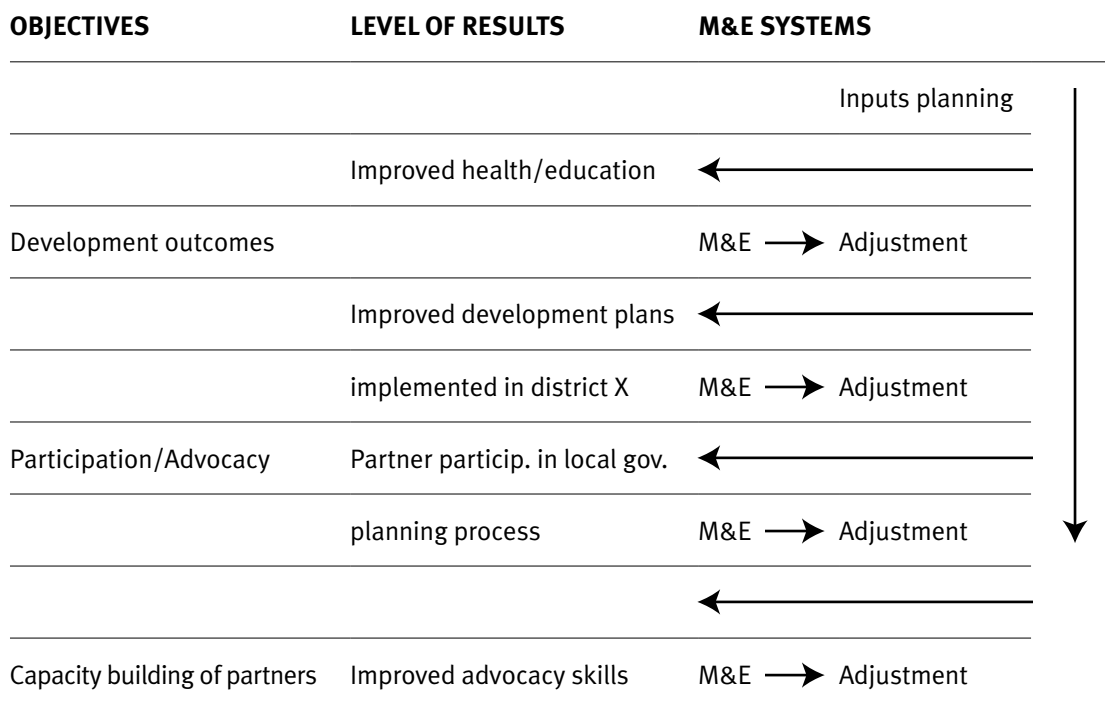 OBJECTIVES LEVEL OF RESULTS M&E SYSTEMS
Inputs planning
Improved health/education
Development outcomes M&E Adjustment
Improved development plans
implemented in district X M&E Adjustment
Participation/Advocacy Partner particip. in local gov.
planning process M&E Adjustment
Capacity building of partners Improved advocacy skills M&E Adjustment